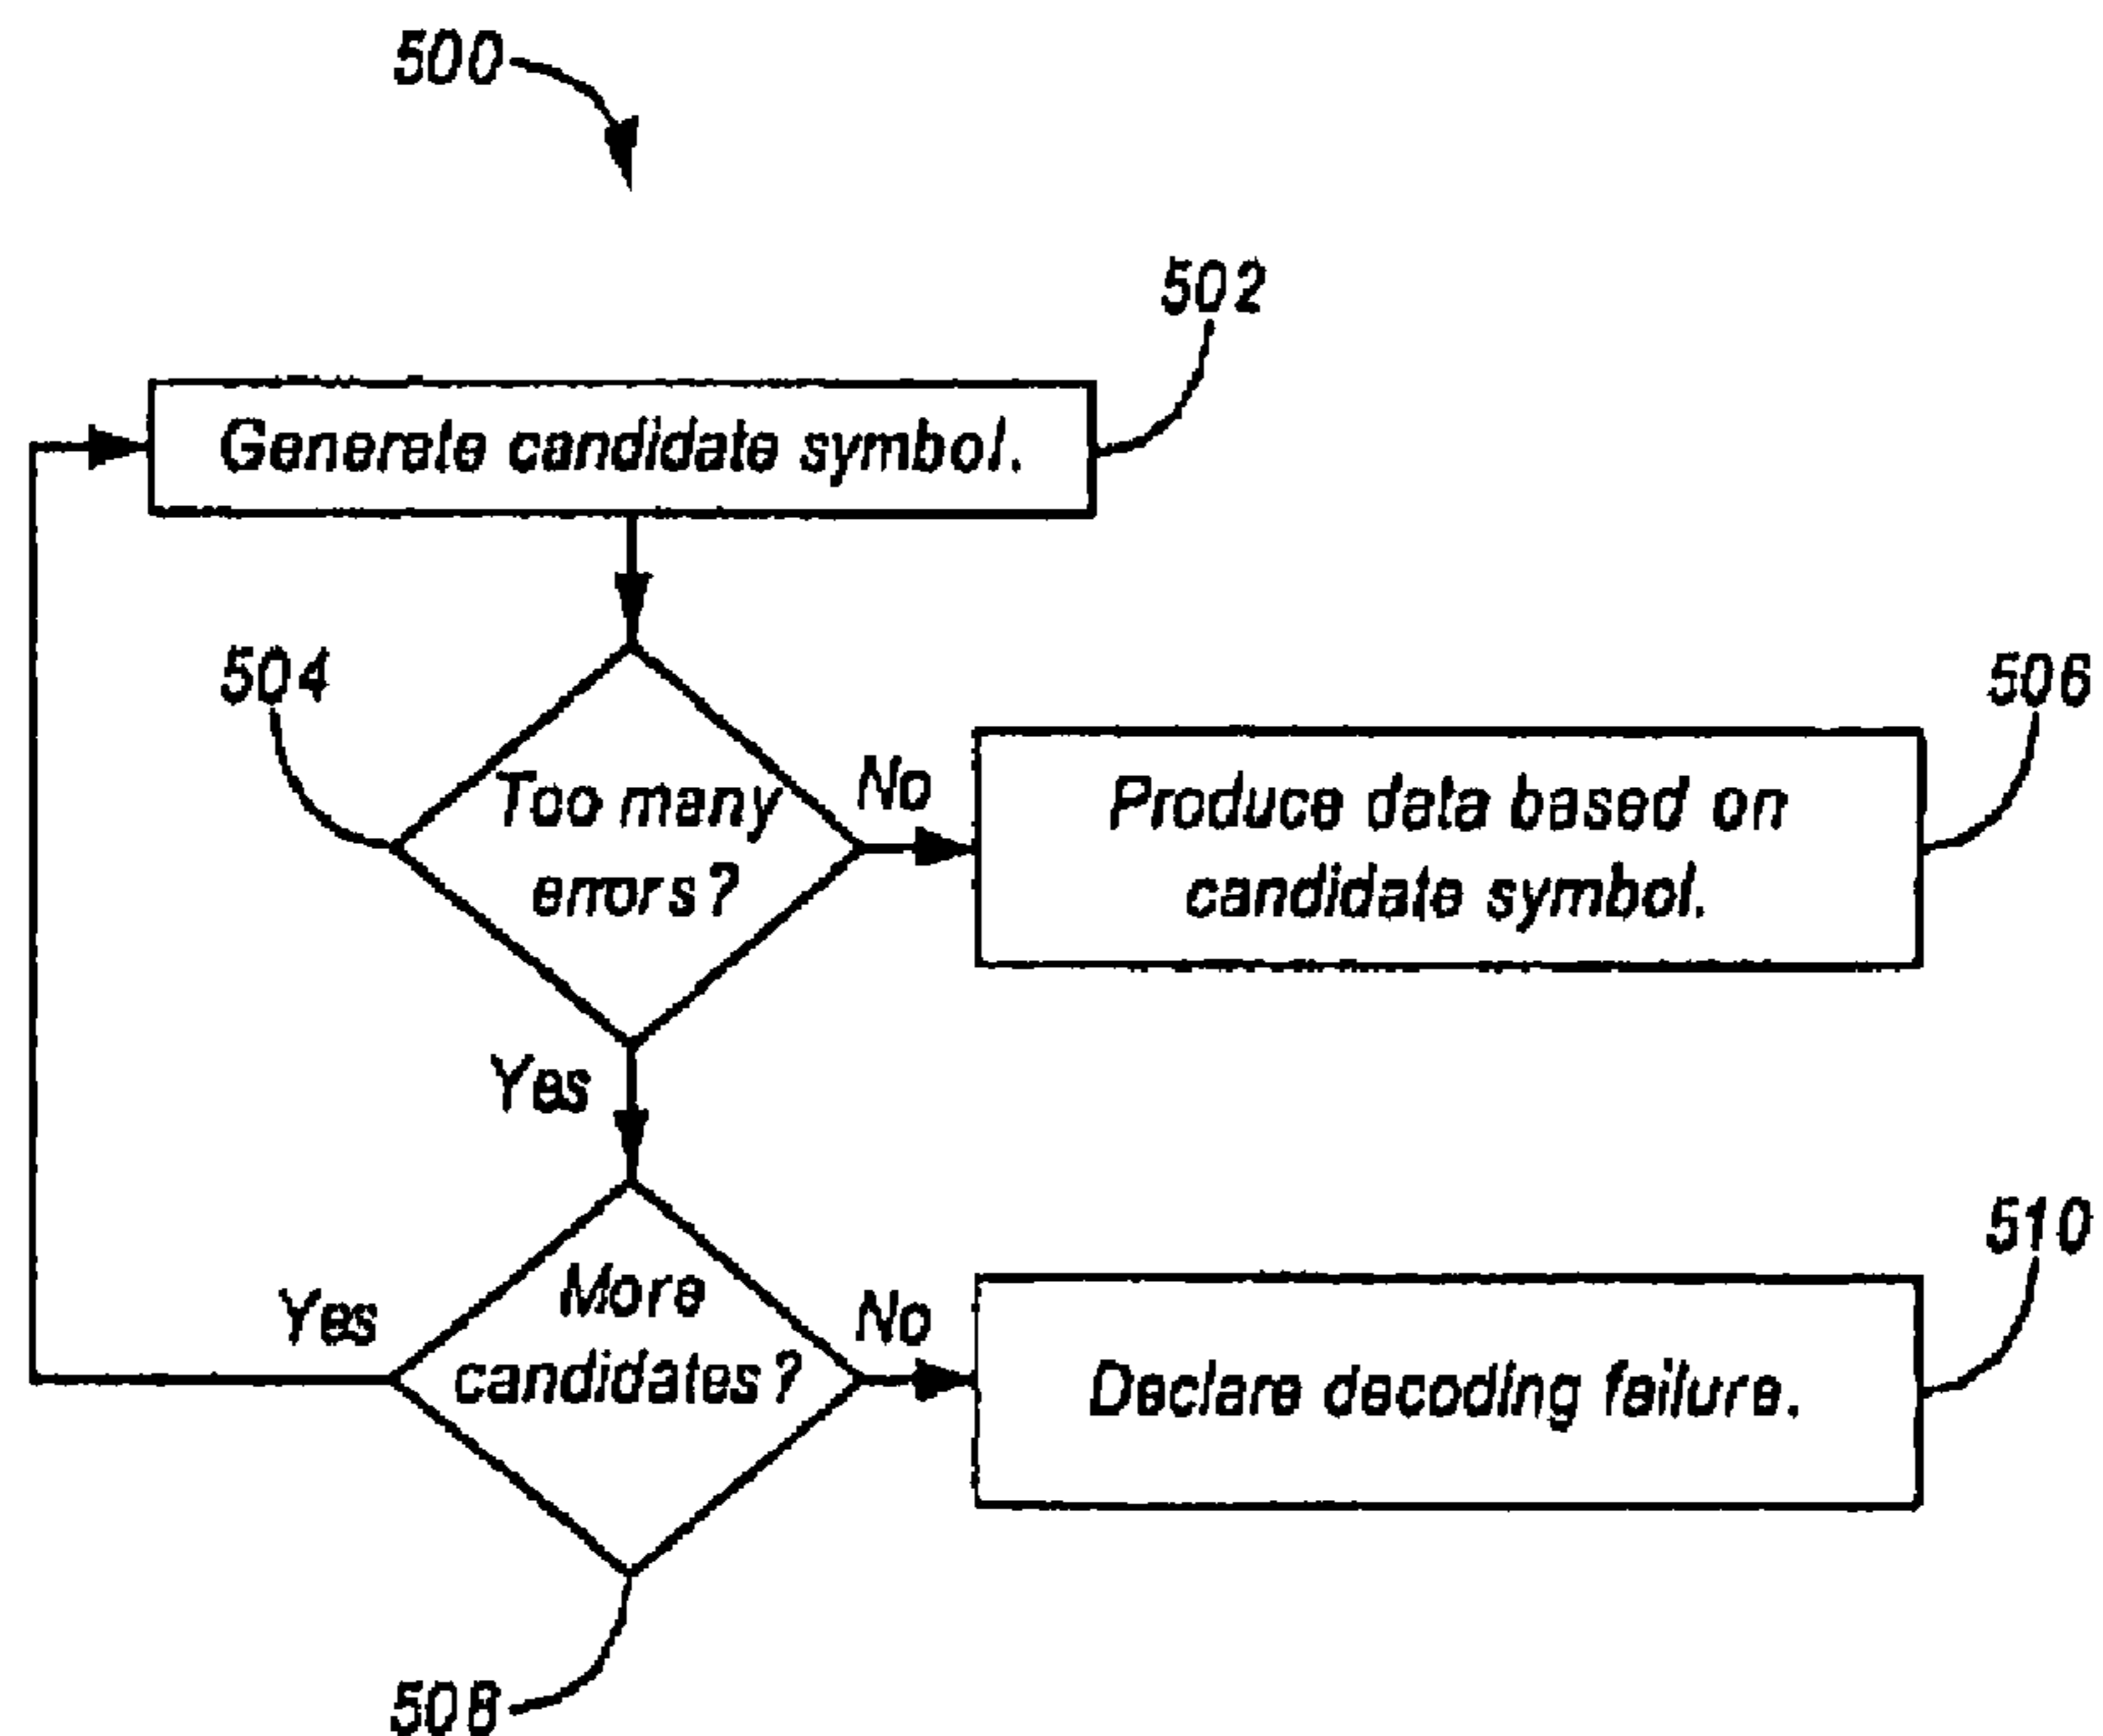 500
502
Generate candidate symbol.
504
506
Too many
errors?
No
Produce data based on
candidate symbol.
Yes
510
More
candidates?
Yes
No
Declare decoding failure.
508